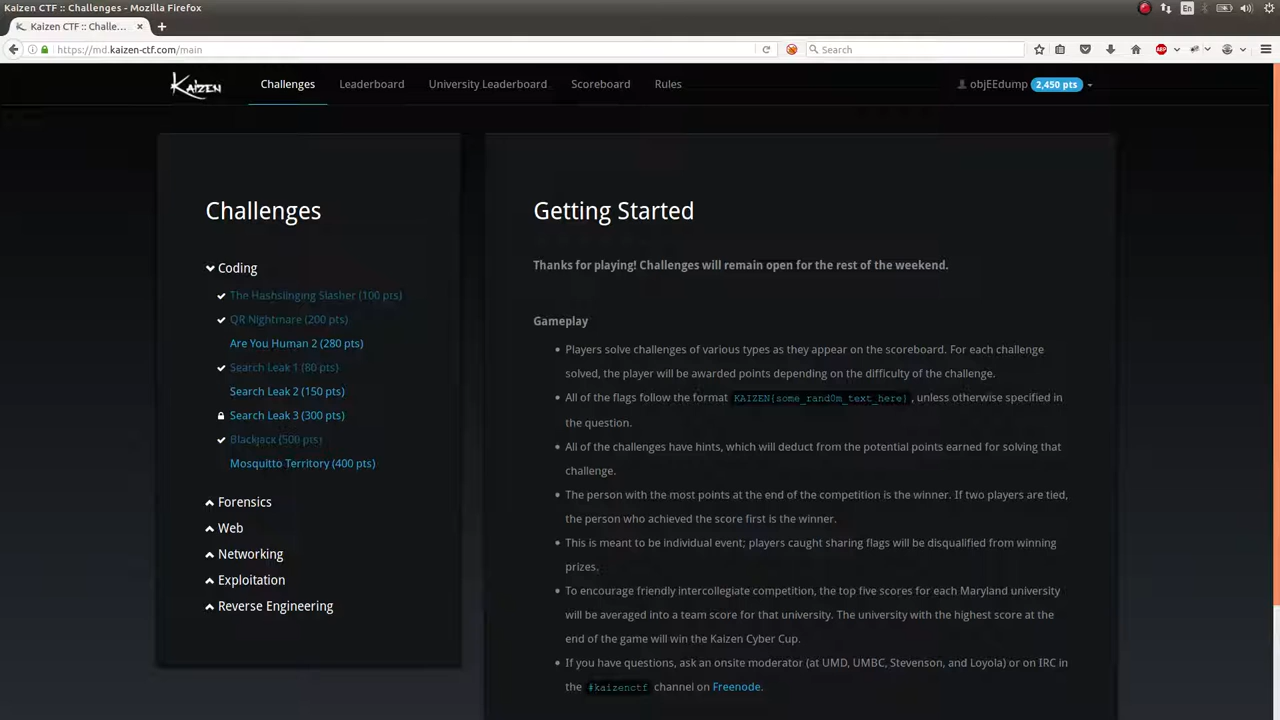 Kaizen CTF :: Challenges - Mozilla Firefox
Kaizen CTF :: Challe...
https://md.kaizen-ctf.com/main
Search
ABP
En
KAIZEN
Challenges
Leaderboard
University Leaderboard
Scoreboard
Rules
objEEdump 2,450 pts
Challenges
Coding
The Hashslinging Slasher (100 pts)
QR Nightmare (200 pts)
Are You Human 2 (280 pts)
Search Leak 1 (80 pts)
Search Leak 2 (150 pts)
Search Leak 3 (300 pts)
Blackjack (500 pts)
Mosquitto Territory (400 pts)
Forensics
Web
Networking
Exploitation
Reverse Engineering
Getting Started
Thanks for playing! Challenges will remain open for the rest of the weekend.
Gameplay
Players solve challenges of various types as they appear on the scoreboard. For each challenge
solved, the player will be awarded points depending on the difficulty of the challenge.
All of the flags follow the format KAIZEN{some_rand0m_text_here}, unless otherwise specified in
the question.
All of the challenges have hints, which will deduct from the potential points earned for solving that
challenge.
The person with the most points at the end of the competition is the winner. If two players are tied,
the person who achieved the score first is the winner.
This is meant to be individual event; players caught sharing flags will be disqualified from winning
prizes.
To encourage friendly intercollegiate competition, the top five scores for each Maryland university
will be averaged into a team score for that university. The university with the highest score at the
end of the game will win the Kaizen Cyber Cup.
If you have questions, ask an onsite moderator (at UMD, UMBC, Stevenson, and Loyola) or on IRC in
the #kaizenctf channel on Freenode.